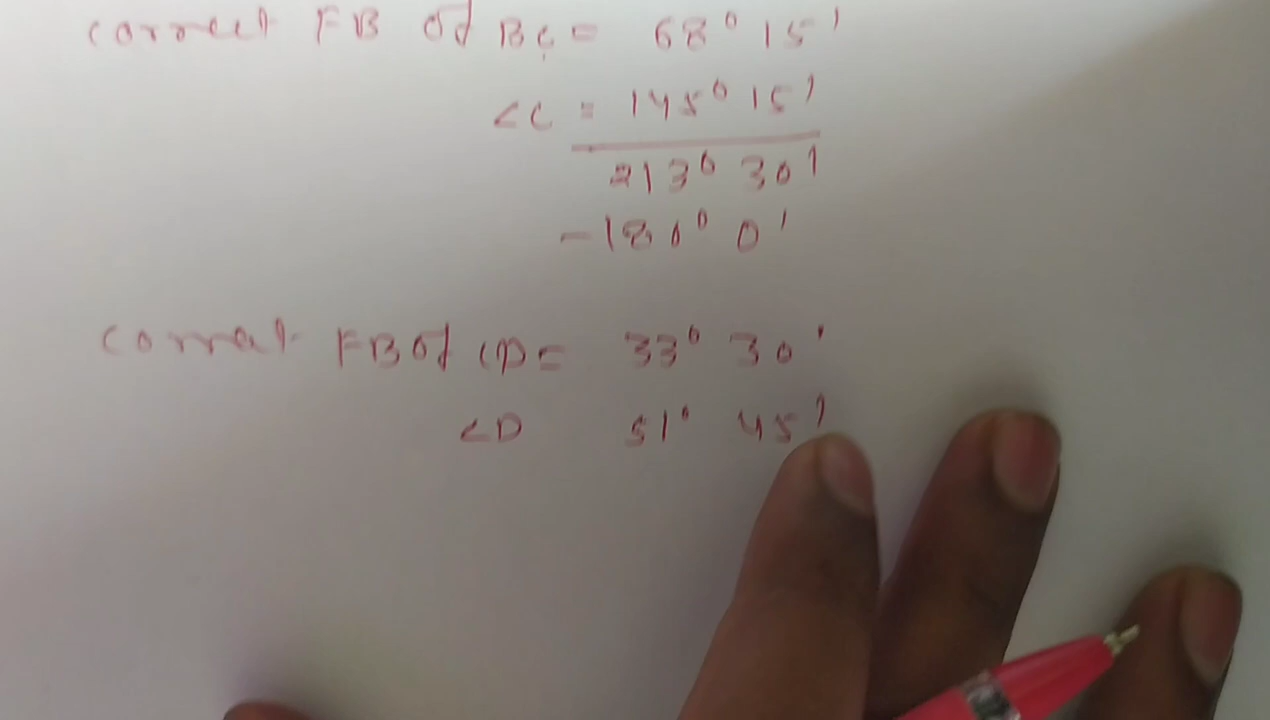 correct FB of BC = 68° 15'
<C = 145° 15'
213° 30'
-180° 0'
correct FB of CD = 33° 30'
<D 51° 45'